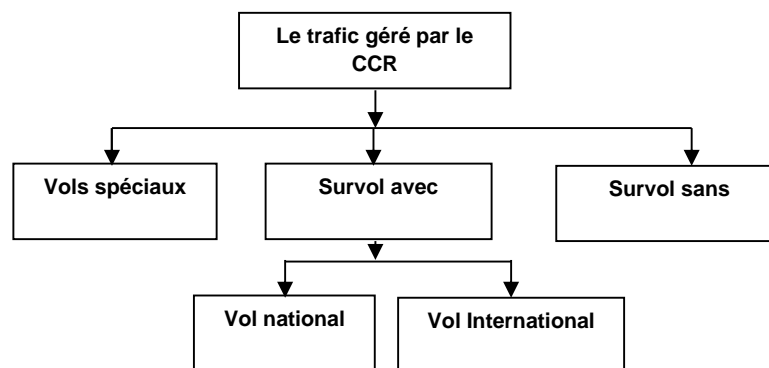 Le trafic géré par le
CCR
Vols spéciaux
Survol avec
Survol sans
Vol national
Vol International